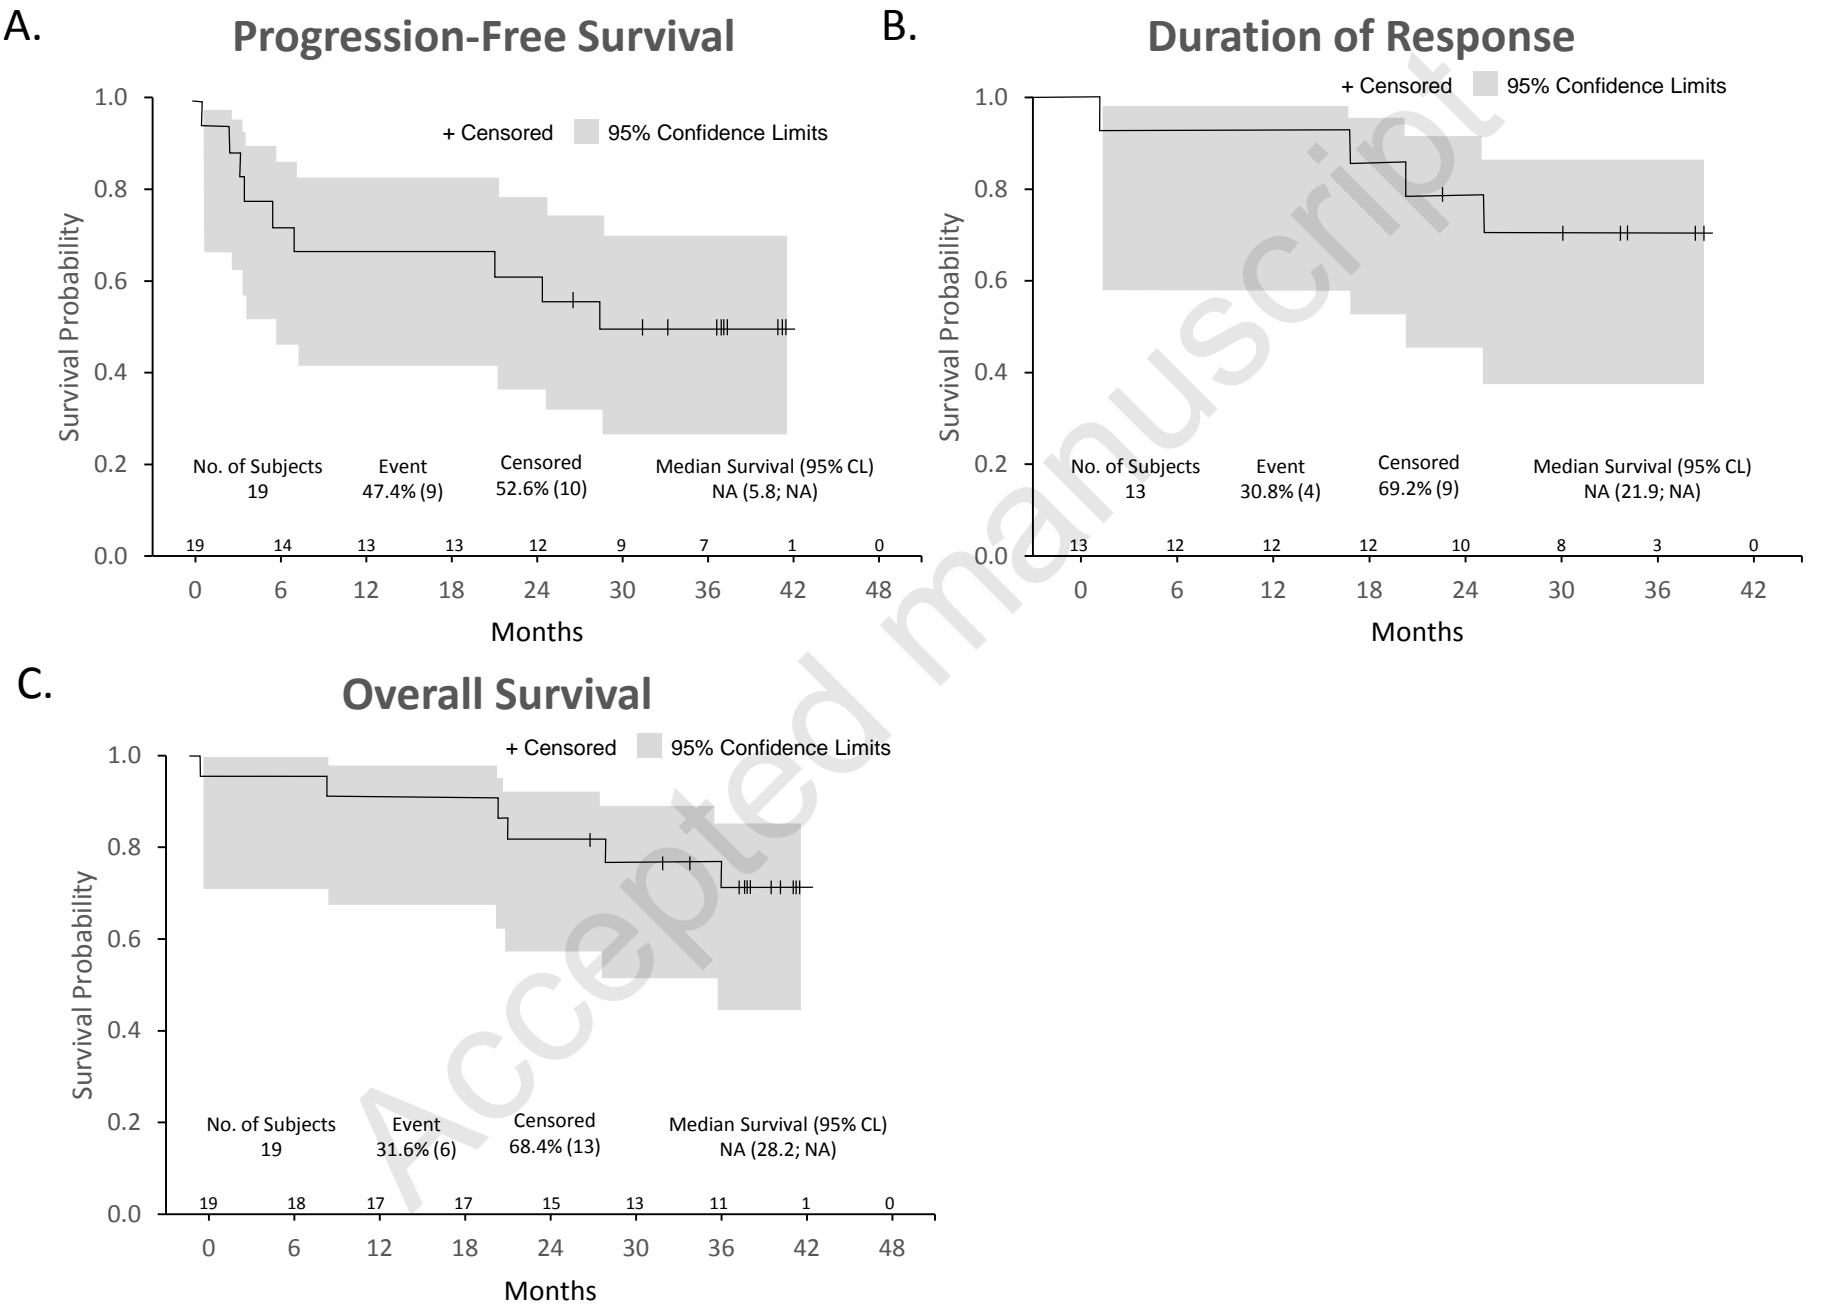 A.
Progression-Free Survival
+ Censored 95% Confidence Limits
1.0
0.8
0.6
0.4
0.2
0.0
Survival Probability
No. of Subjects Event Censored Median Survival (95% CL)
19 47.4% (9) 52.6% (10) NA (5.8; NA)
19 14 13 13 12 9 7 1 0
0 6 12 18 24 30 36 42 48
Months
B.
Duration of Response
+ Censored 95% Confidence Limits
1.0
0.8
0.6
0.4
0.2
0.0
Survival Probability
No. of Subjects Event Censored Median Survival (95% CL)
13 30.8% (4) 69.2% (9) NA (21.9; NA)
13 12 12 12 10 8 3 0
0 6 12 18 24 30 36 42
Months
C.
Overall Survival
+ Censored 95% Confidence Limits
1.0
0.8
0.6
0.4
0.2
0.0
Survival Probability
No. of Subjects Event Censored Median Survival (95% CL)
19 31.6% (6) 68.4% (13) NA (28.2; NA)
19 18 17 17 15 13 11 1 0
0 6 12 18 24 30 36 42 48
Months
Accepted manuscript